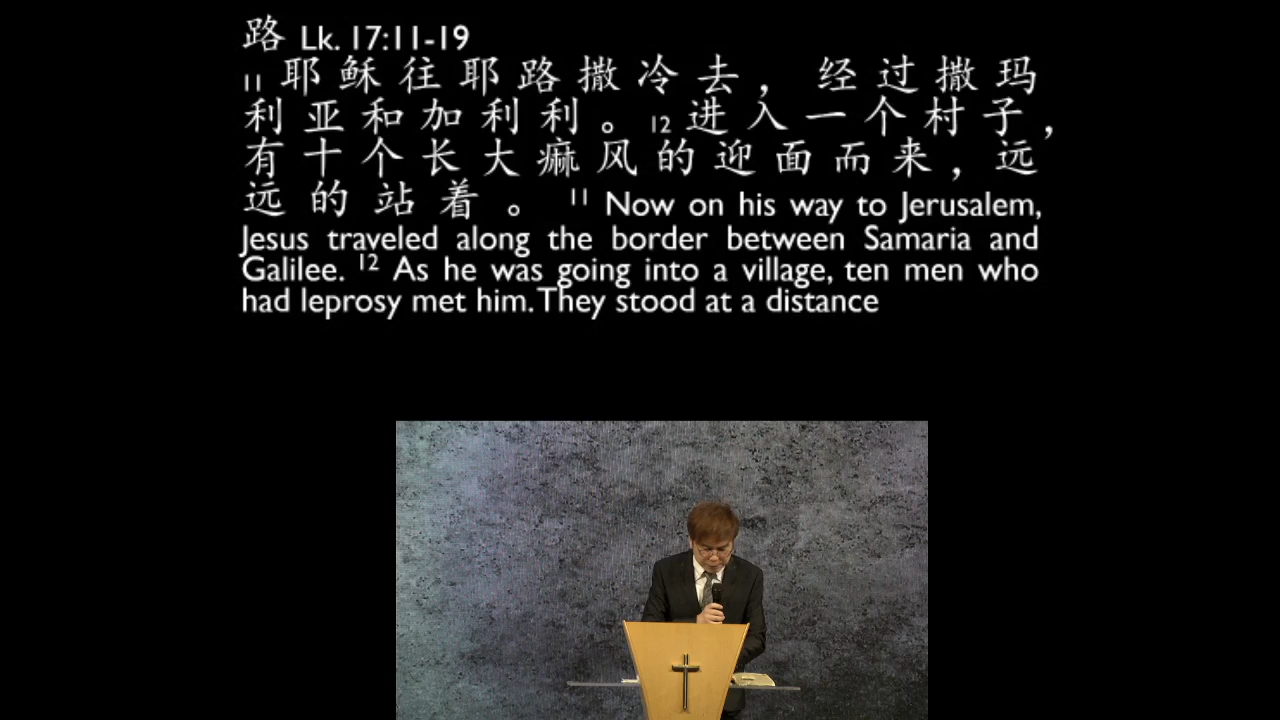 路 Lk. 17:11-19
11 耶稣往耶路撒冷去，经过撒玛
利亚和加利利。12 进入一个村子，
有十个长大痲风的迎面而来，远
远的站着。 11 Now on his way to Jerusalem,
Jesus traveled along the border between Samaria and
Galilee. 12 As he was going into a village, ten men who
had leprosy met him. They stood at a distance